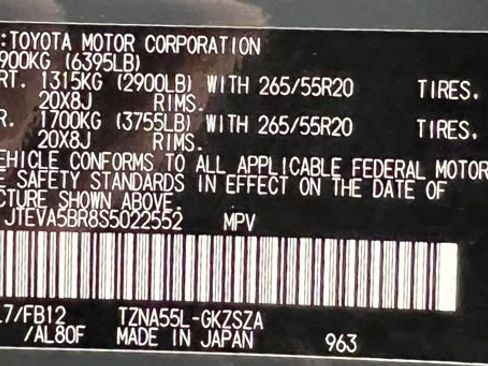 :TOYOTA MOTOR CORPORATION
900KG (6395LB)
RT. 1315KG (2900LB) WITH 265/55R20 TIRES,
20X8J RIMS.
R. 1700KG (3755LB) WITH 265/55R20 TIRES,
20X8J RIMS.
EHICLE CONFORMS TO ALL APPLICABLE FEDERAL MOTOR
E SAFETY STANDARDS IN EFFECT ON THE DATE OF
CTURE SHOWN ABOVE.
JTEVA5BR8S5022552 MPV
L7/FB12 TZNA55L-GKZSZA
/AL80F MADE IN JAPAN 963